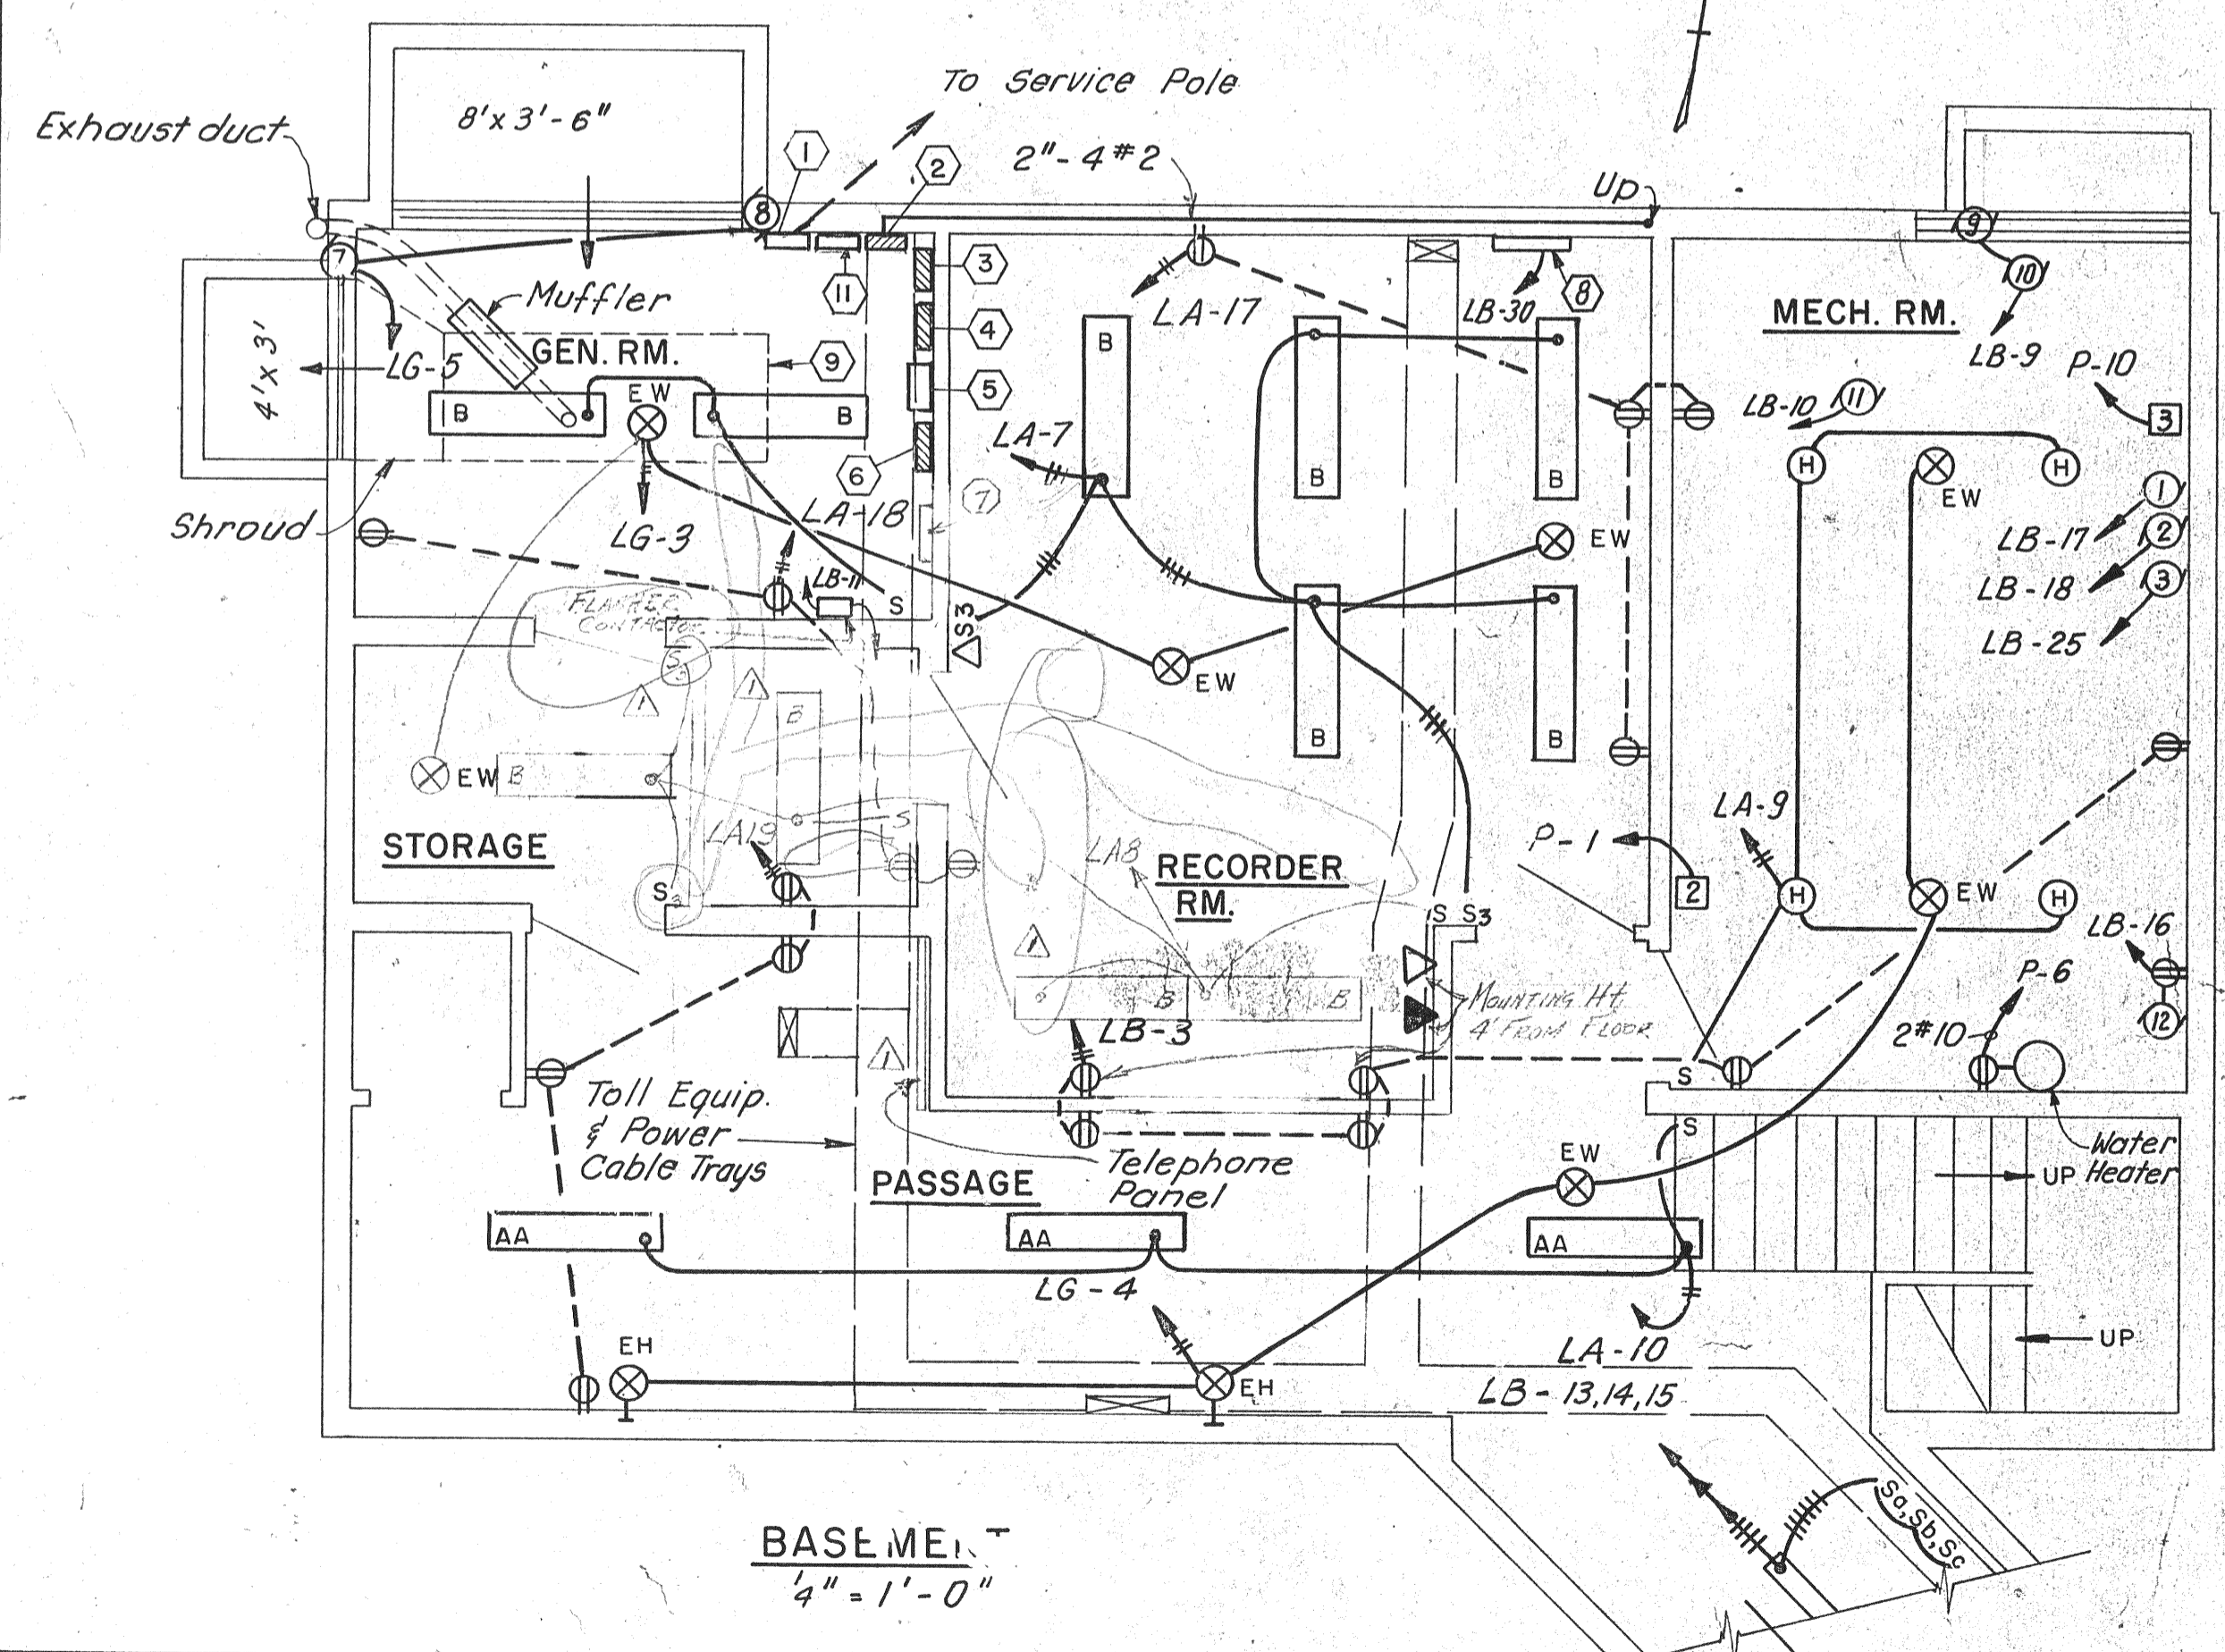 To Service Pole
Exhaust duct
8'x 3'-6"
1
2
2"-4#2
Up
8
9
7
3
11
10
Muffler
LA-17
LB-30
8
MECH. RM.
4
LB-9
GEN. RM.
9
P-10
4'x 3'
LG-5
5
B
EW
B
B
LB-10
11
3
LA-7
6
B
B
H
EW
H
7
1
Shroud
LA-18
LG-3
EW
LB-17
2
LB-11
LB-18
3
FLASHER
CONTACTOR
S
S3
LB-25
S
1
1
EW
B
B
B
EW
B
LA-9
LA19
S
P-1
STORAGE
LA8
RECORDER
RM.
2
H
EW
H
S3
S
S3
LB-16
1
P-6
B
B
MOUNTING Ht
4' FROM FLOOR
LB-3
2#10
12
1
S
Toll Equip.
& Power
Cable Trays
S
Water
Heater
Telephone
Panel
EW
PASSAGE
UP
AA
AA
AA
LG-4
UP
EH
LA-10
EH
LB-13,14,15
Sa,Sb,Sc
BASEMENT
1/4" = 1'-0"